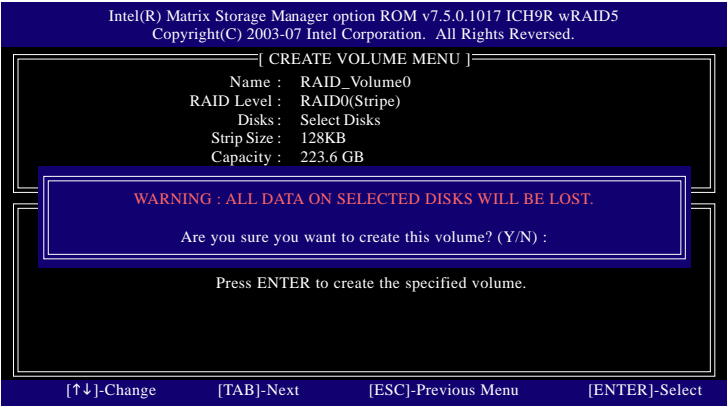 Intel(R) Matrix Storage Manager option ROM v7.5.0.1017 ICH9R wRAID5
Copyright(C) 2003-07 Intel Corporation. All Rights Reversed.
[ CREATE VOLUME MENU ]
Name : RAID_Volume0
RAID Level : RAID0(Stripe)
Disks : Select Disks
Strip Size : 128KB
Capacity : 223.6 GB
WARNING : ALL DATA ON SELECTED DISKS WILL BE LOST.
Are you sure you want to create this volume? (Y/N) :
Press ENTER to create the specified volume.
[↑↓]-Change [TAB]-Next [ESC]-Previous Menu [ENTER]-Select